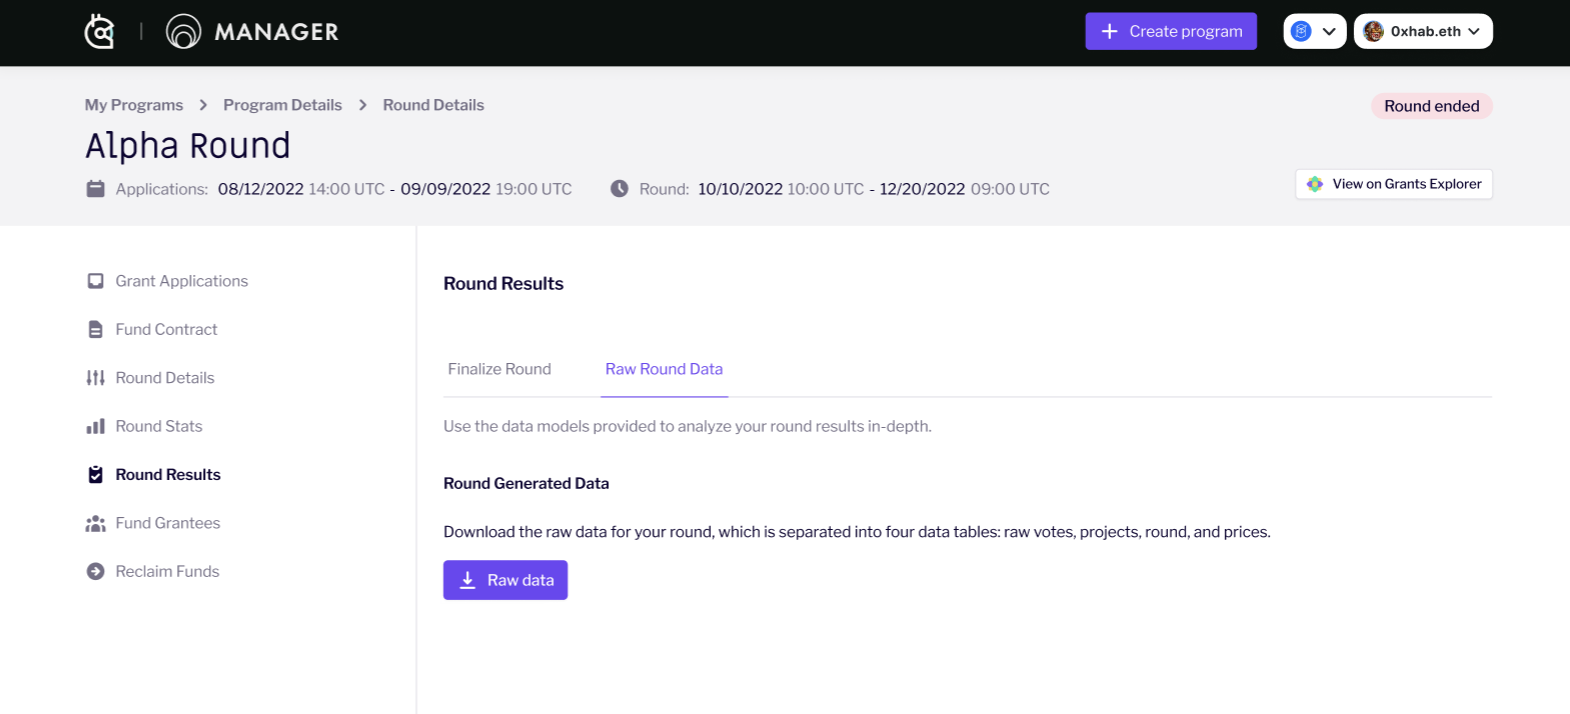 MANAGER
Create program
0xhab.eth
My Programs > Program Details > Round Details
Round ended
Alpha Round
Applications: 08/12/2022 14:00 UTC - 09/09/2022 19:00 UTC
Round: 10/10/2022 10:00 UTC - 12/20/2022 09:00 UTC
View on Grants Explorer
Grant Applications
Fund Contract
Round Details
Round Stats
Round Results
Fund Grantees
Reclaim Funds
Round Results
Finalize Round
Raw Round Data
Use the data models provided to analyze your round results in-depth.
Round Generated Data
Download the raw data for your round, which is separated into four data tables: raw votes, projects, round, and prices.
Raw data